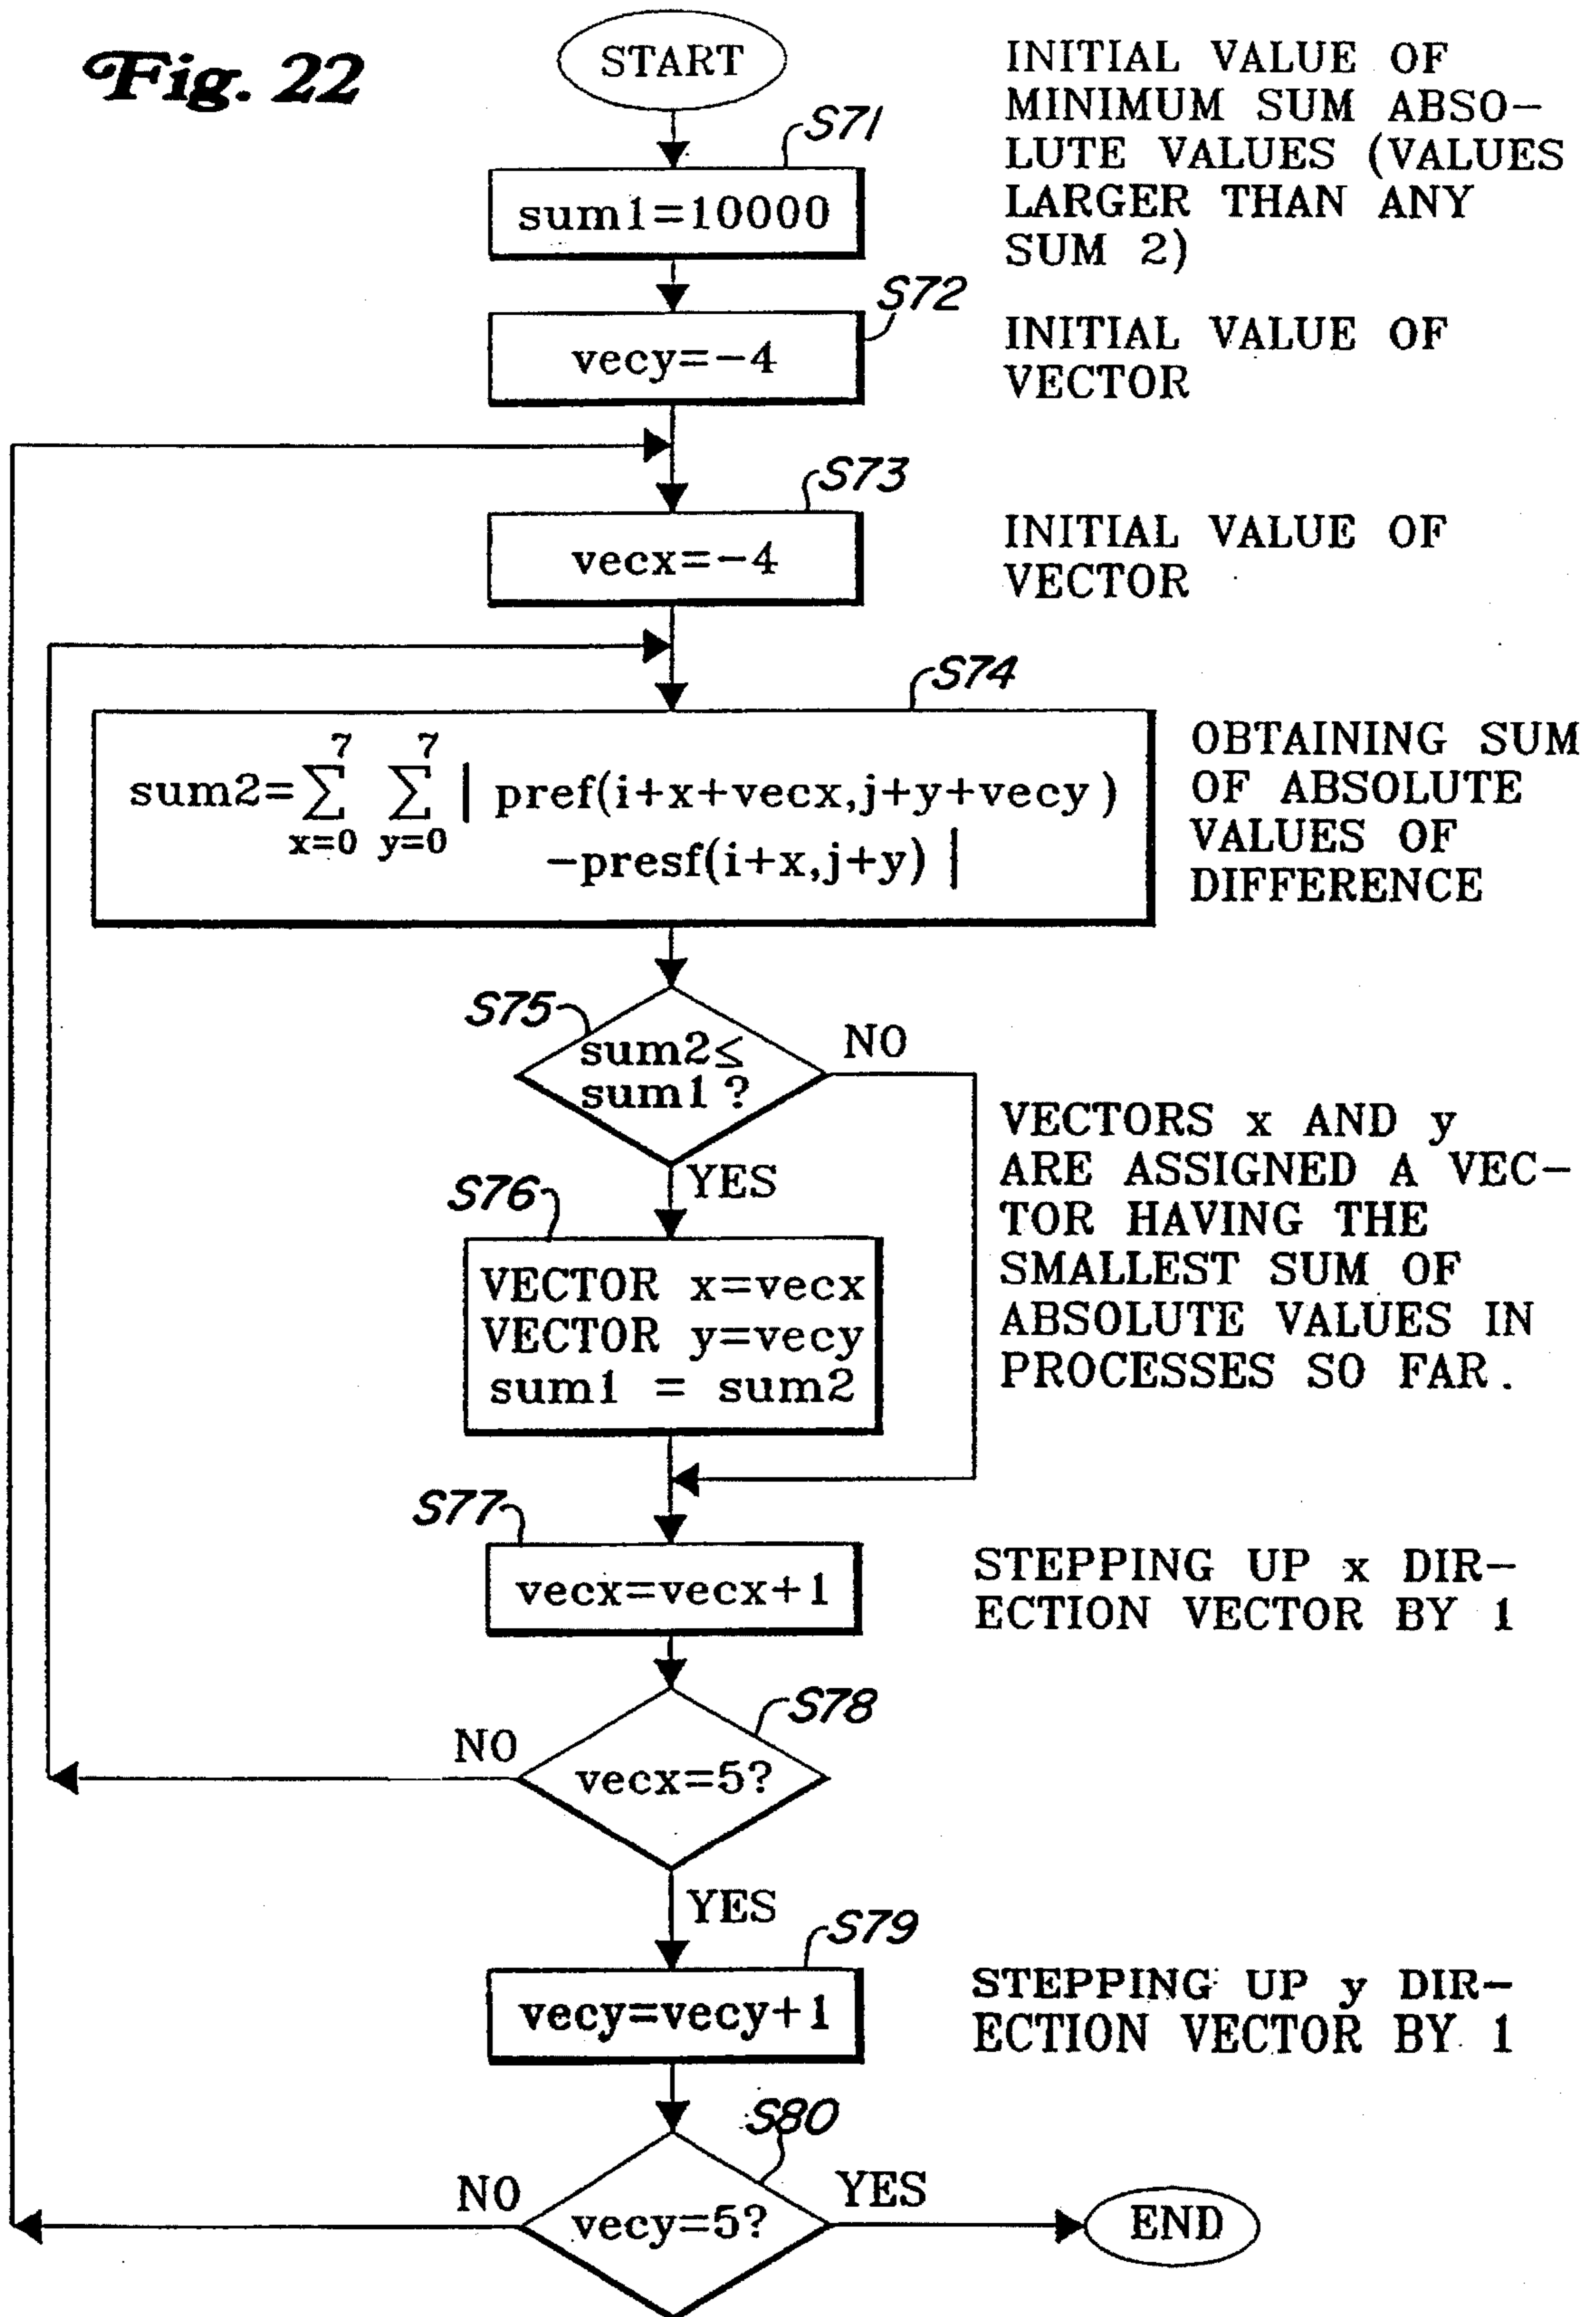 Fig. 22
START
INITIAL VALUE OF
MINIMUM SUM ABSO-
LUTE VALUES (VALUES
LARGER THAN ANY
SUM 2)
S71
sum1=10000
S72
vecy=-4
INITIAL VALUE OF
VECTOR
S73
vecx=-4
INITIAL VALUE OF
VECTOR
S74
sum2=∑(x=0, 7) ∑(y=0, 7) | pref(i+x+vecx,j+y+vecy)
-presf(i+x,j+y) |
OBTAINING SUM
OF ABSOLUTE
VALUES OF
DIFFERENCE
S75
sum2≤
sum1?
NO
YES
VECTORS x AND y
ARE ASSIGNED A VEC-
TOR HAVING THE
SMALLEST SUM OF
ABSOLUTE VALUES IN
PROCESSES SO FAR.
S76
VECTOR x=vecx
VECTOR y=vecy
sum1 = sum2
S77
vecx=vecx+1
STEPPING UP x DIR-
ECTION VECTOR BY 1
S78
NO
vecx=5?
YES
S79
vecy=vecy+1
STEPPING UP y DIR-
ECTION VECTOR BY 1
S80
NO
vecy=5?
YES
END